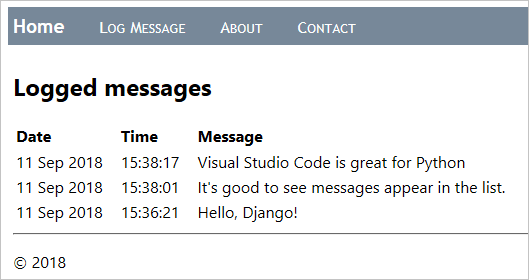 Home Log Message About Contact
Logged messages
Date Time Message
11 Sep 2018 15:38:17 Visual Studio Code is great for Python
11 Sep 2018 15:38:01 It's good to see messages appear in the list.
11 Sep 2018 15:36:21 Hello, Django!
© 2018